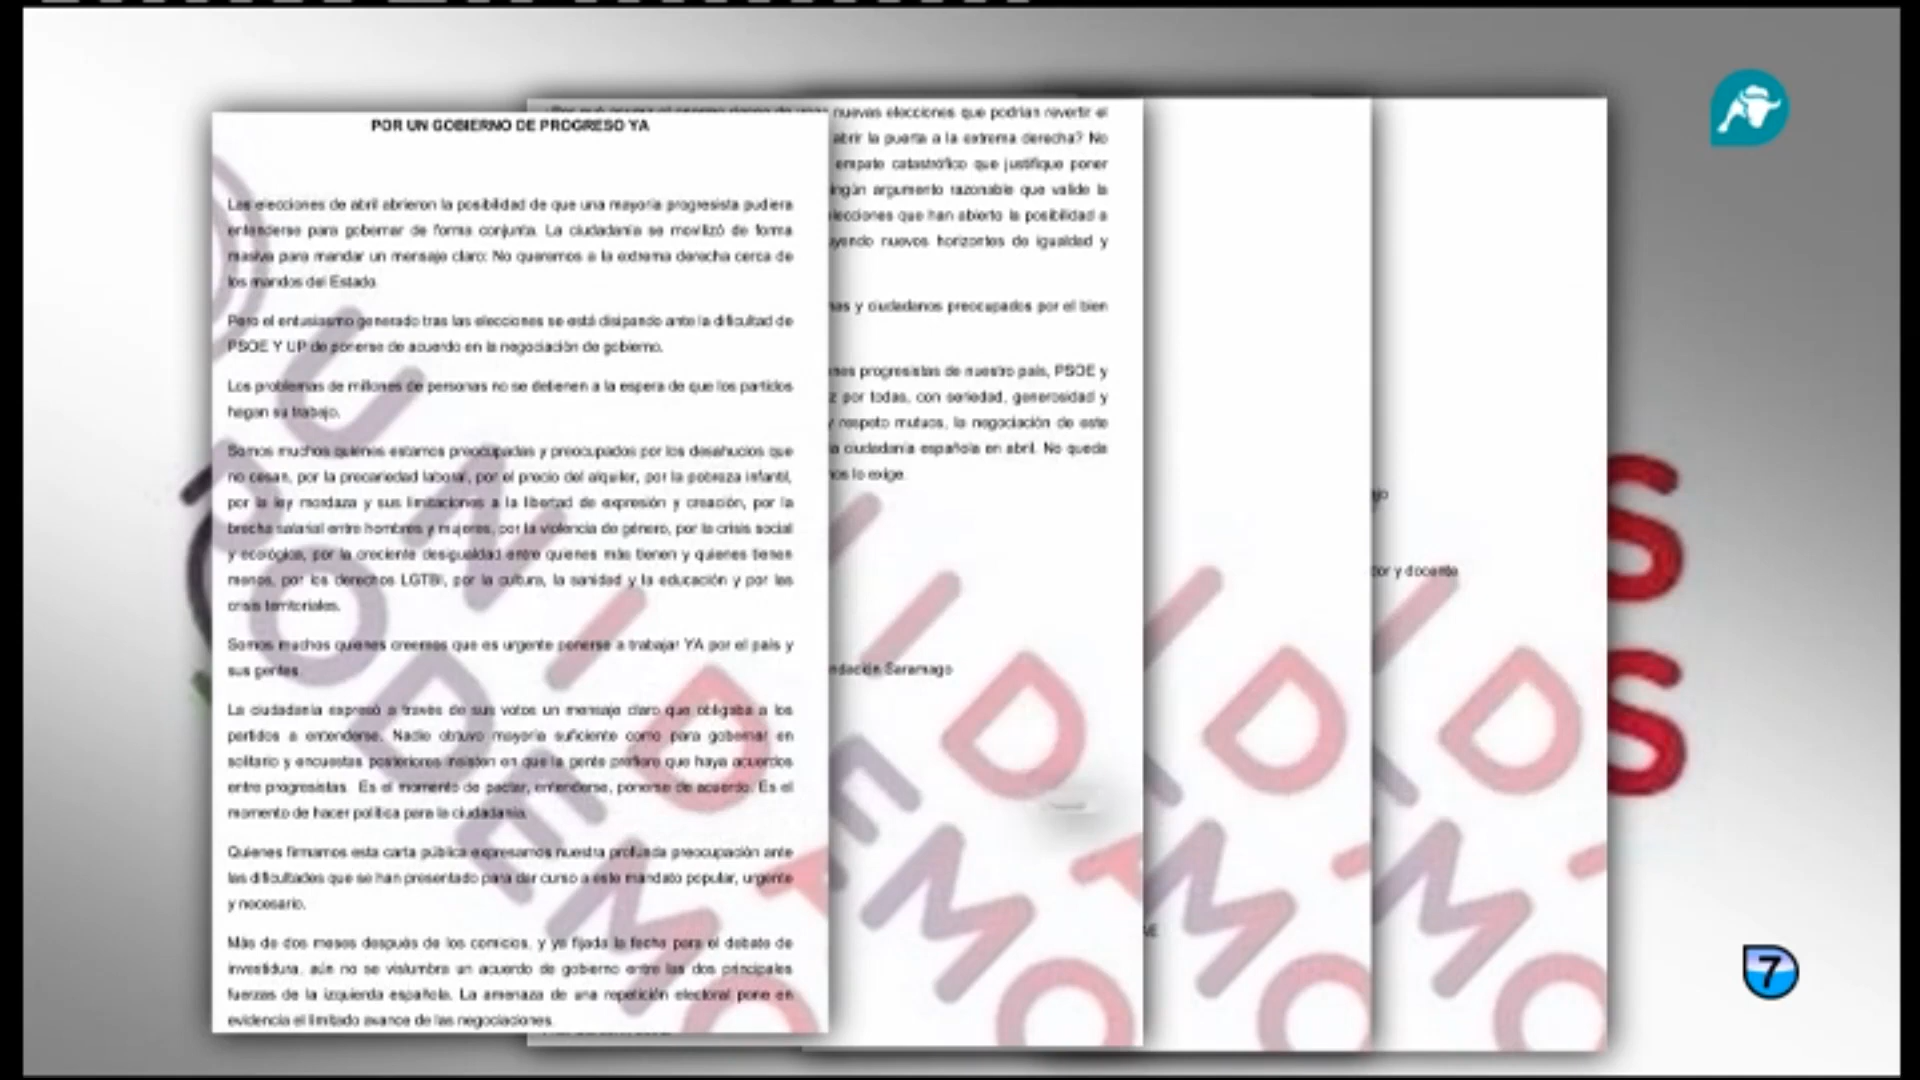 POR UN GOBIERNO DE PROGRESO YA
Las elecciones de abril abrieron la posibilidad de que una mayoría progresista pudiera
entenderse para gobernar de forma conjunta. La ciudadanía se movilizó de forma
masiva para mandar un mensaje claro: No queremos a la extrema derecha cerca de
los mandos del Estado.
Pero el entusiasmo generado tras las elecciones se está disipando ante la dificultad de
PSOE Y UP de ponerse de acuerdo en la negociación de gobierno.
Los problemas de millones de personas no se detienen a la espera de que los partidos
hagan su trabajo.
Somos muchos quienes estamos preocupadas y preocupados por los desahucios que
no cesan, por la precariedad laboral, por el precio del alquiler, por la pobreza infantil,
por la ley mordaza y sus limitaciones a la libertad de expresión y creación, por la
brecha salarial entre hombres y mujeres, por la violencia de género, por la crisis social
y ecológica, por la creciente desigualdad entre quienes más tienen y quienes tienen
menos, por los derechos LGTBI, por la cultura, la sanidad y la educación y por las
crisis territoriales.
Somos muchos quienes creemos que es urgente ponerse a trabajar YA por el país y
sus gentes.
La ciudadanía expresó a través de sus votos un mensaje claro que obligaba a los
partidos a entenderse. Nadie obtuvo mayoría suficiente como para gobernar en
solitario y encuestas posteriores insisten en que la gente prefiere que haya acuerdos
entre progresistas. Es el momento de pactar, entenderse, ponerse de acuerdo. Es el
momento de hacer política para la ciudadanía.
Quienes firmamos esta carta pública expresamos nuestra profunda preocupación ante
las dificultades que se han presentado para dar curso a este mandato popular, urgente
y necesario.
Más de dos meses después de los comicios, y ya fijada la fecha para el debate de
investidura, aún no se vislumbra un acuerdo de gobierno entre las dos principales
fuerzas de la izquierda española. La amenaza de una repetición electoral pone en
evidencia el limitado avance de las negociaciones.
nuevas elecciones que podrían revertir el
abrir la puerta a la extrema derecha? No
empate catastrófico que justifique poner
argumento razonable que valide la
elecciones que han abierto la posibilidad a
nuevos horizontes de igualdad y
y ciudadanos preocupados por el bien
progresistas de nuestro país, PSOE y
por todas, con seriedad, generosidad y
respeto mutuos, la negociación de este
ciudadanía española en abril. No queda
lo exige.
Saramago
y docente
UNIDOS
PODEMOS
S
S
7